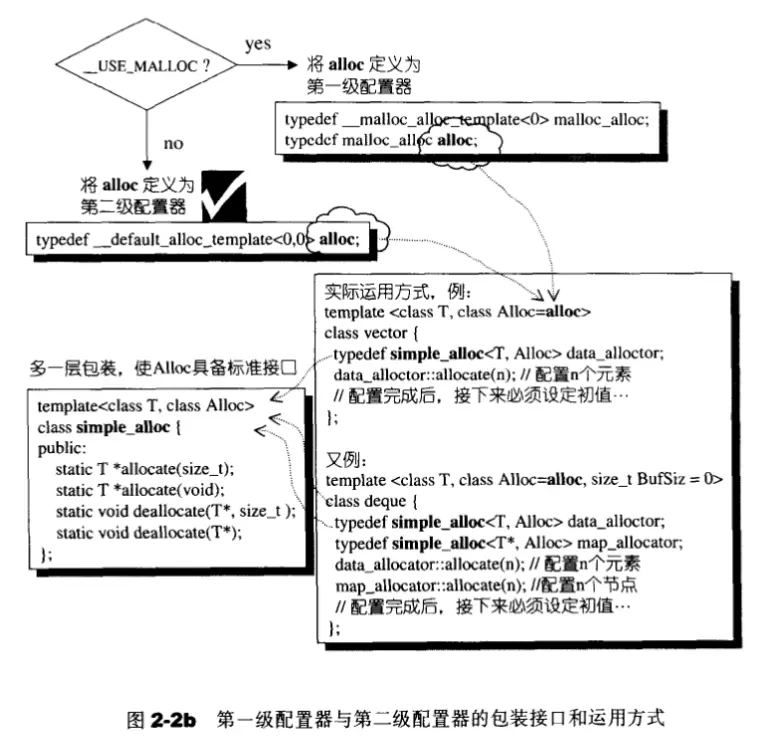 __USE_MALLOC ?
yes
将 alloc 定义为
第一级配置器
typedef __malloc_alloc_template<0> malloc_alloc;
typedef malloc_alloc alloc;
no
将 alloc 定义为
第二级配置器
typedef __default_alloc_template<0,0> alloc;
实际运用方式，例：
template <class T, class Alloc=alloc>
class vector {
typedef simple_alloc<T, Alloc> data_alloctor;
data_alloctor::allocate(n); // 配置n个元素
// 配置完成后，接下来必须设定初值…
};
又例：
template <class T, class Alloc=alloc, size_t BufSiz = 0>
class deque {
typedef simple_alloc<T, Alloc> data_alloctor;
typedef simple_alloc<T*, Alloc> map_allocator;
data_allocator::allocate(n); // 配置n个元素
map_allocator::allocate(n); //配置n个节点
// 配置完成后，接下来必须设定初值…
};
多一层包装，使Alloc具备标准接口
template<class T, class Alloc>
class simple_alloc {
public:
static T *allocate(size_t);
static T *allocate(void);
static void deallocate(T*, size_t );
static void deallocate(T*);
};
图 2-2b 第一级配置器与第二级配置器的包装接口和运用方式